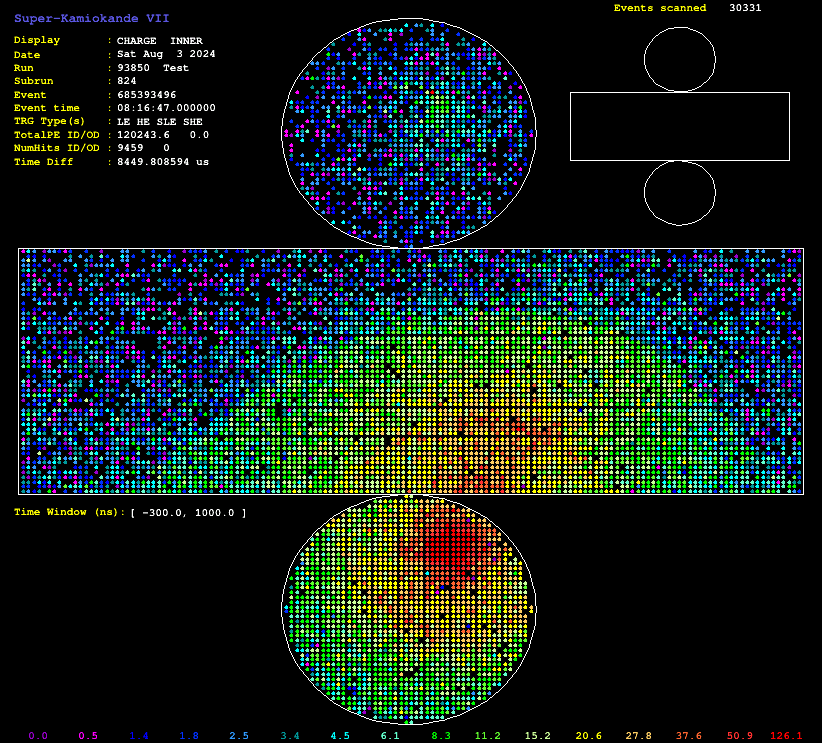 Super-Kamiokande VII
Events scanned 30331
Display : CHARGE INNER
Date : Sat Aug 3 2024
Run : 93850 Test
Subrun : 824
Event : 685393496
Event time : 08:16:47.000000
TRG Type(s) : LE HE SLE SHE
TotalPE ID/OD : 120243.6 0.0
NumHits ID/OD : 9459 0
Time Diff : 8449.808594 us
Time Window (ns): [ -300.0, 1000.0 ]
0.0 0.5 1.4 1.8 2.5 3.4 4.5 6.1 8.3 11.2 15.2 20.6 27.8 37.6 50.9 126.1